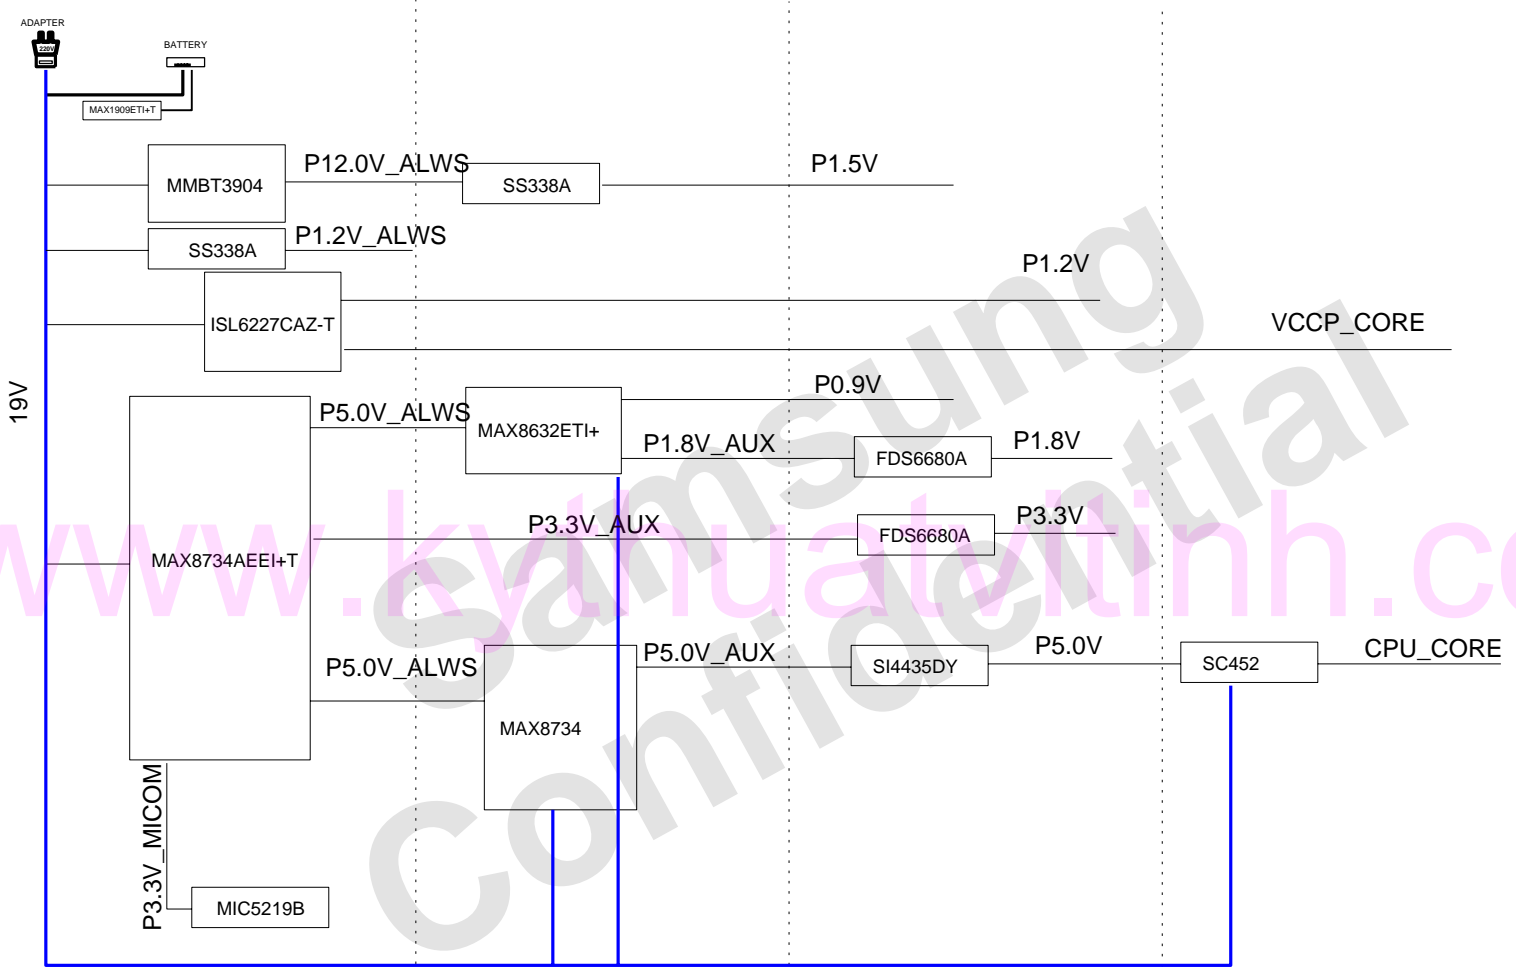 ADAPTER
220V
BATTERY
MAX1909ETI+T
MMBT3904
P12.0V_ALWS
SS338A
P1.5V
SS338A
P1.2V_ALWS
ISL6227CAZ-T
P1.2V
VCCP_CORE
19V
P5.0V_ALWS
MAX8632ETI+
P0.9V
P1.8V_AUX
FDS6680A
P1.8V
MAX8734AEEI+T
P3.3V_AUX
FDS6680A
P3.3V
P5.0V_ALWS
MAX8734
P5.0V_AUX
SI4435DY
P5.0V
SC452
CPU_CORE
P3.3V_MICOM
MIC5219B
Samsung
Confidential
www.kythuatvitinh.co